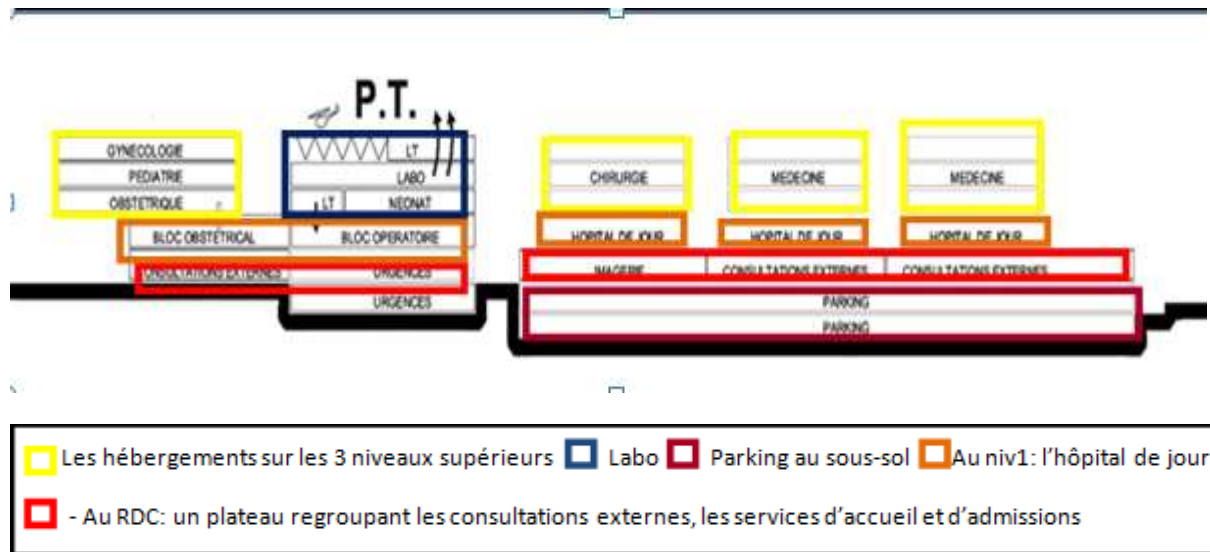 P.T.
GYNECOLOGIE
PEDIATRIE
OBSTETRIQUE
LT
LABO
LT NEONAT
BLOC OBSTÉTRICAL BLOC OPERATOIRE
CONSULTATIONS EXTERNES URGENCES
URGENCES
CHIRURGIE MEDECINE MEDECINE
HOPITAL DE JOUR HOPITAL DE JOUR HOPITAL DE JOUR
IMAGERIE CONSULTATIONS EXTERNES CONSULTATIONS EXTERNES
PARKING
PARKING
Les hébergements sur les 3 niveaux supérieurs Labo Parking au sous-sol Au niv1: l’hôpital de jour
- Au RDC: un plateau regroupant les consultations externes, les services d’accueil et d’admissions